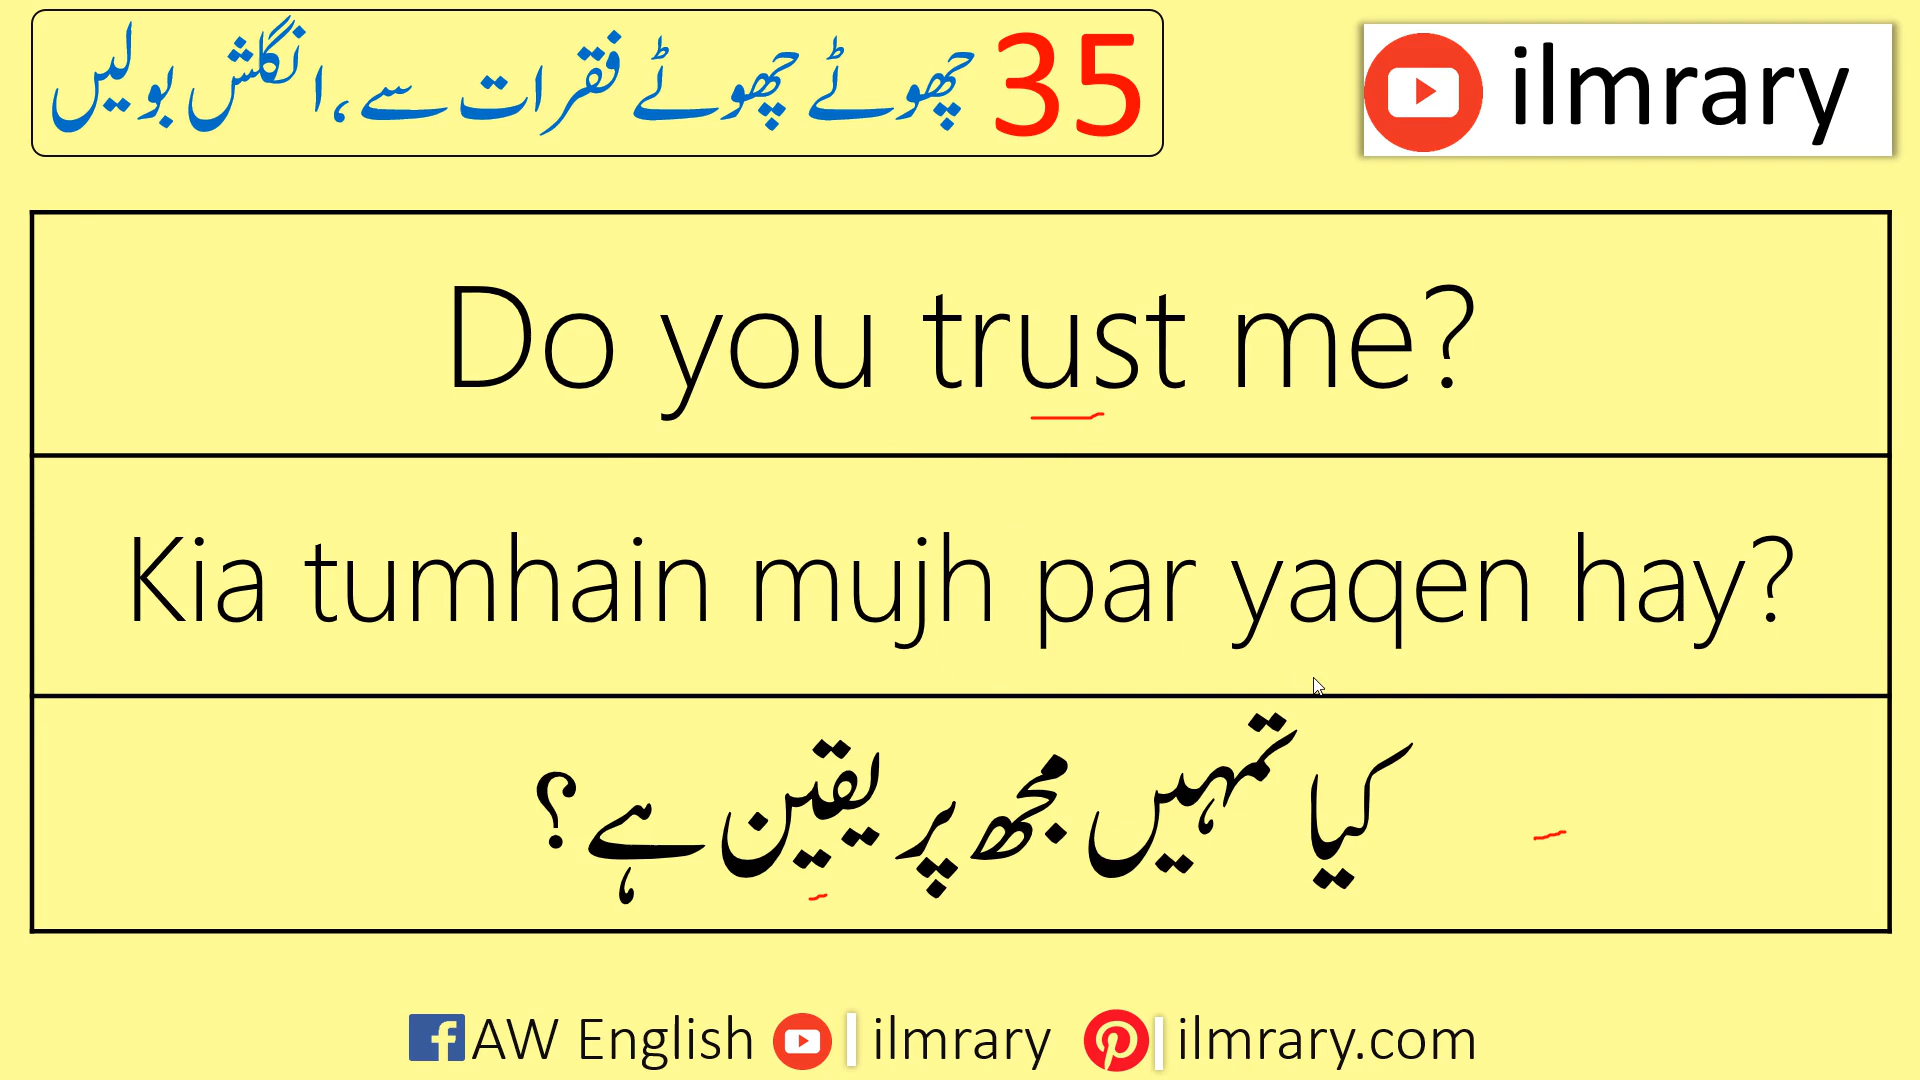 35 چھوٹے چھوٹے فقرات سے، انگلش بولیں
ilmrary
Do you trust me?
Kia tumhain mujh par yaqen hay?
کیا تمہیں مجھ پر یقین ہے؟
AW English | ilmrary | ilmrary.com